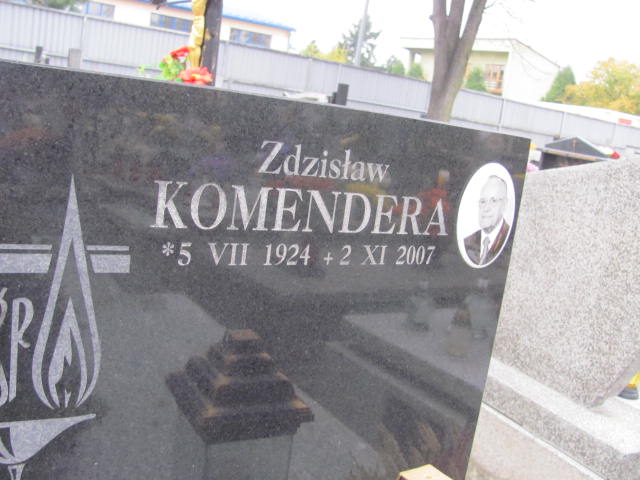 Zdzisław
KOMENDERA
*5 VII 1924 + 2 XI 2007